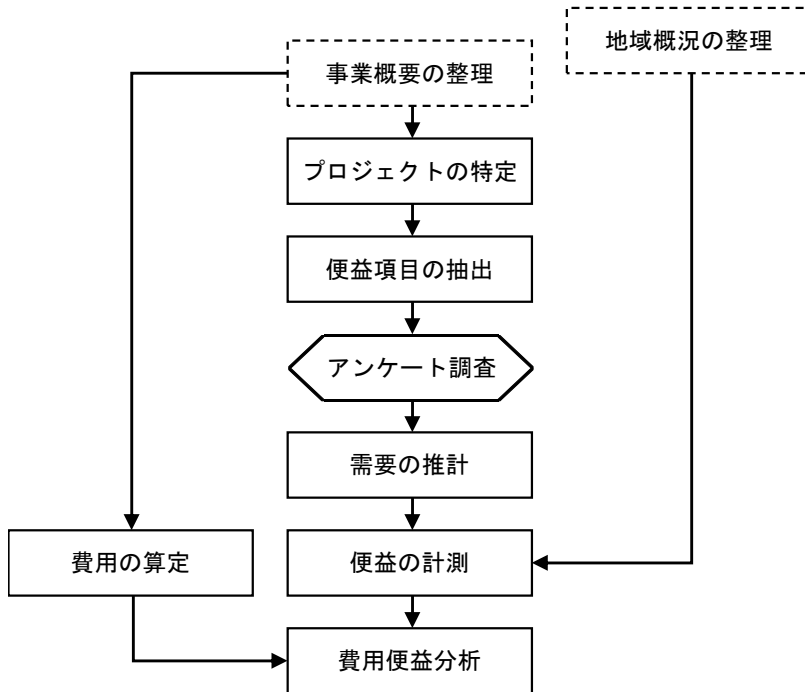 地域概況の整理
事業概要の整理
プロジェクトの特定
便益項目の抽出
アンケート調査
需要の推計
費用の算定
便益の計測
費用便益分析